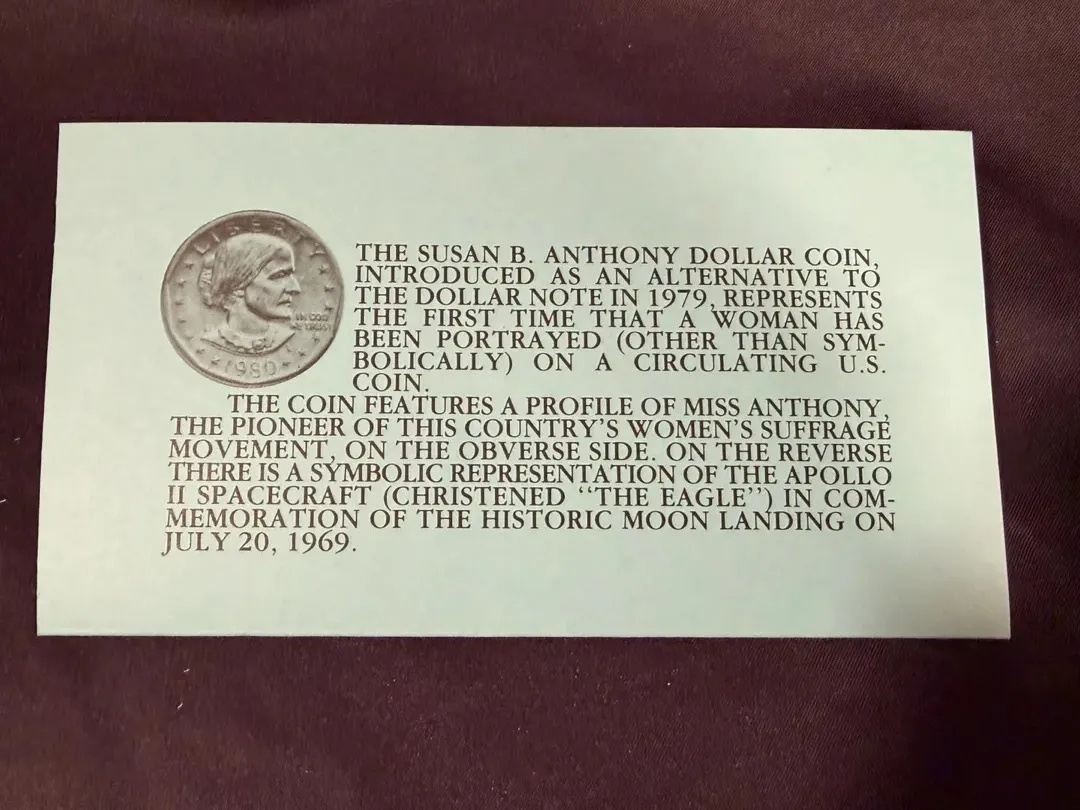 LIBERTY
IN GOD
WE TRUST
1980
THE SUSAN B. ANTHONY DOLLAR COIN,
INTRODUCED AS AN ALTERNATIVE TO
THE DOLLAR NOTE IN 1979, REPRESENTS
THE FIRST TIME THAT A WOMAN HAS
BEEN PORTRAYED (OTHER THAN SYM-
BOLICALLY) ON A CIRCULATING U.S.
COIN.
THE COIN FEATURES A PROFILE OF MISS ANTHONY,
THE PIONEER OF THIS COUNTRY'S WOMEN'S SUFFRAGE
MOVEMENT, ON THE OBVERSE SIDE. ON THE REVERSE
THERE IS A SYMBOLIC REPRESENTATION OF THE APOLLO
II SPACECRAFT (CHRISTENED "THE EAGLE") IN COM-
MEMORATION OF THE HISTORIC MOON LANDING ON
JULY 20, 1969.